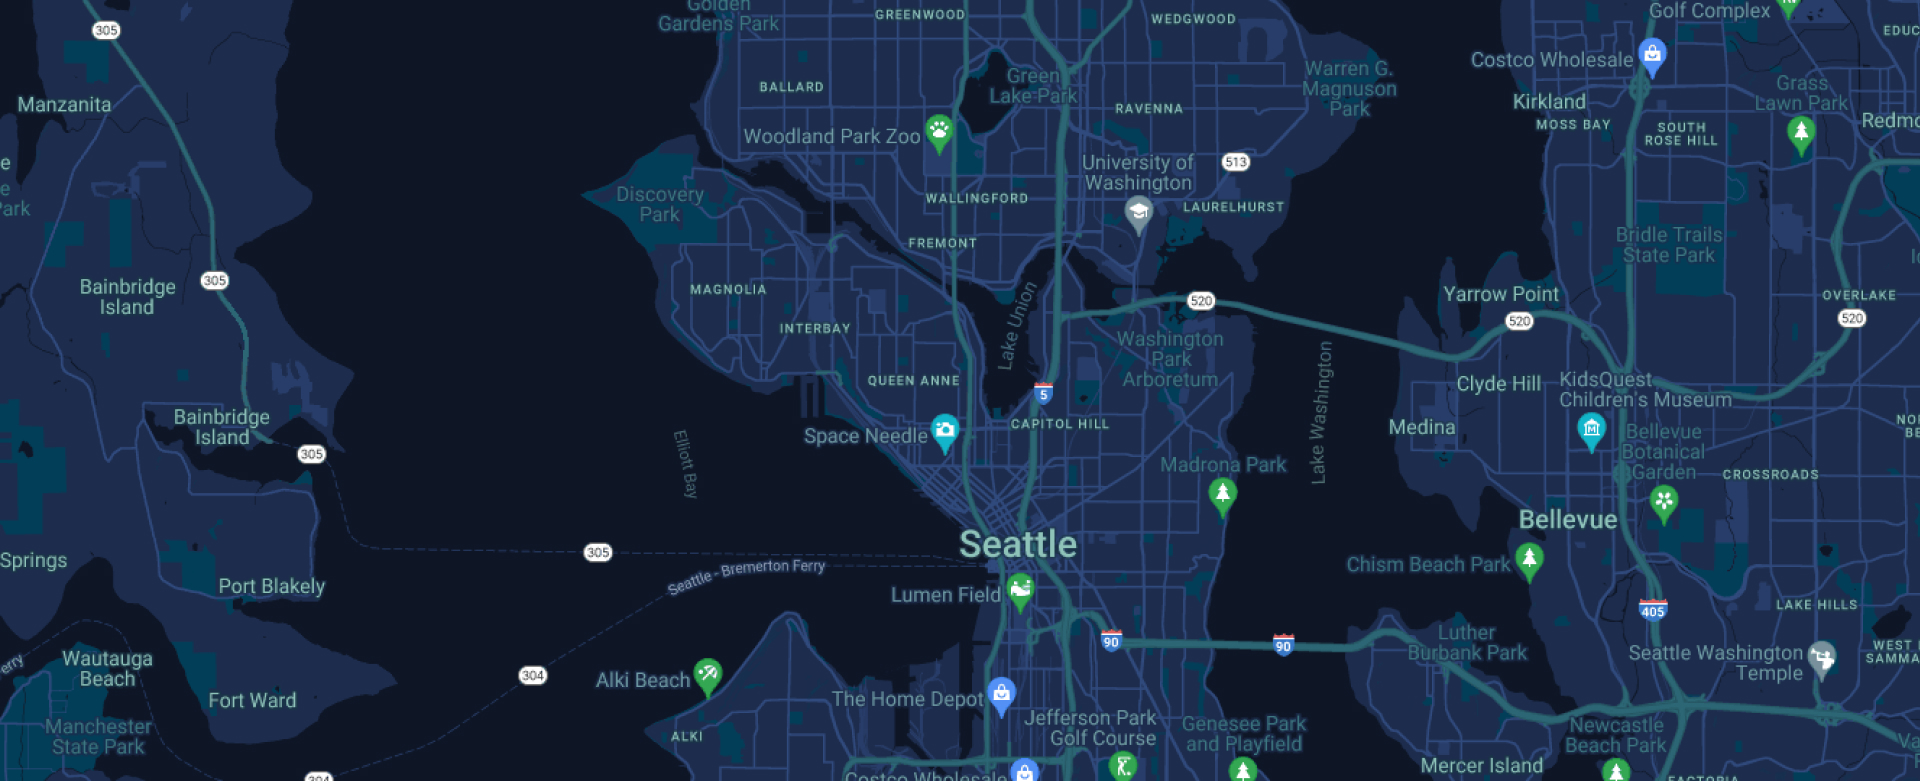 Golden
Gardens Park
GREENWOOD
WEDGWOOD
Golf Complex
305
Costco Wholesale
Manzanita
BALLARD
Green
Lake Park
RAVENNA
Warren G.
Magnuson
Park
Kirkland
MOSS BAY
SOUTH
ROSE HILL
Grass
Lawn Park
Woodland Park Zoo
University of
Washington
513
Discovery
Park
WALLINGFORD
LAURELHURST
FREMONT
Bridle Trails
State Park
305
Bainbridge
Island
MAGNOLIA
INTERBAY
Lake Union
520
Yarrow Point
520
OVERLAKE
520
Washington
Park
Arboretum
Lake Washington
QUEEN ANNE
5
Clyde Hill
KidsQuest
Children's Museum
Bainbridge
Island
305
Elliott Bay
Space Needle
CAPITOL HILL
Medina
Bellevue
Botanical
Garden
Madrona Park
CROSSROADS
Seattle
Bellevue
305
Springs
Seattle - Bremerton Ferry
Chism Beach Park
Port Blakely
Lumen Field
405
LAKE HILLS
90
90
Luther
Burbank Park
Wautauga
Beach
304
Alki Beach
Seattle Washington
Temple
Fort Ward
The Home Depot
Manchester
State Park
ALKI
Jefferson Park
Golf Course
Genesee Park
and Playfield
Newcastle
Beach Park
Mercer Island
304
Costco Wholesale
FACTORIA